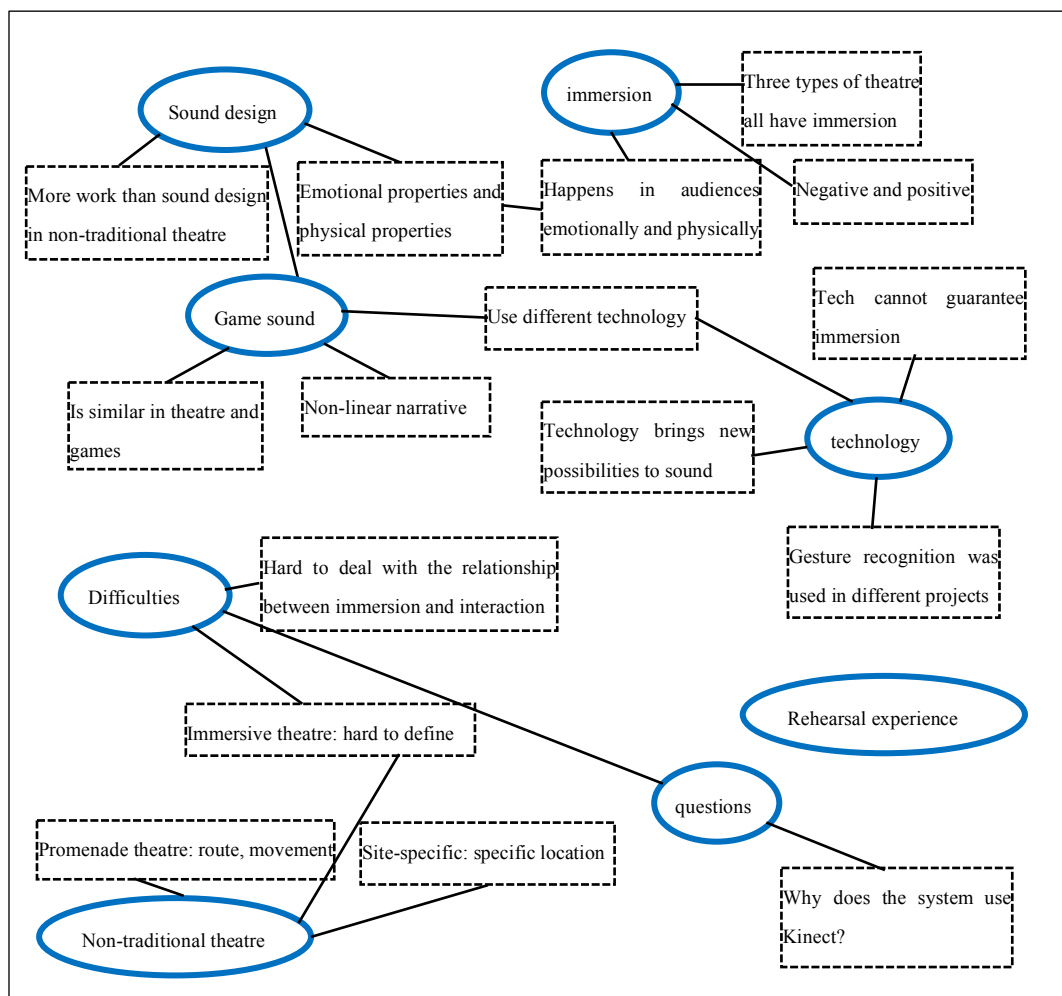 Sound design
immersion
Three types of theatre
all have immersion
More work than sound design
in non-traditional theatre
Emotional properties and
physical properties
Happens in audiences
emotionally and physically
Negative and positive
Game sound
Use different technology
Tech cannot guarantee
immersion
Is similar in theatre and
games
Non-linear narrative
Technology brings new
possibilities to sound
technology
Gesture recognition was
used in different projects
Difficulties
Hard to deal with the relationship
between immersion and interaction
Immersive theatre: hard to define
Rehearsal experience
questions
Promenade theatre: route, movement
Site-specific: specific location
Non-traditional theatre
Why does the system use
Kinect?